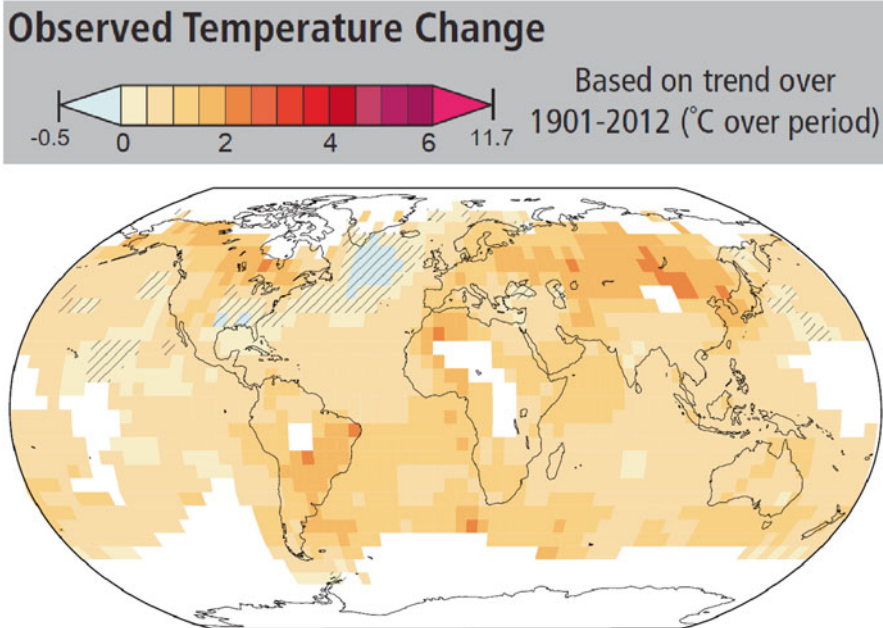 Observed Temperature Change
Based on trend over
1901-2012 (°C over period)
-0.5 0 2 4 6 11.7